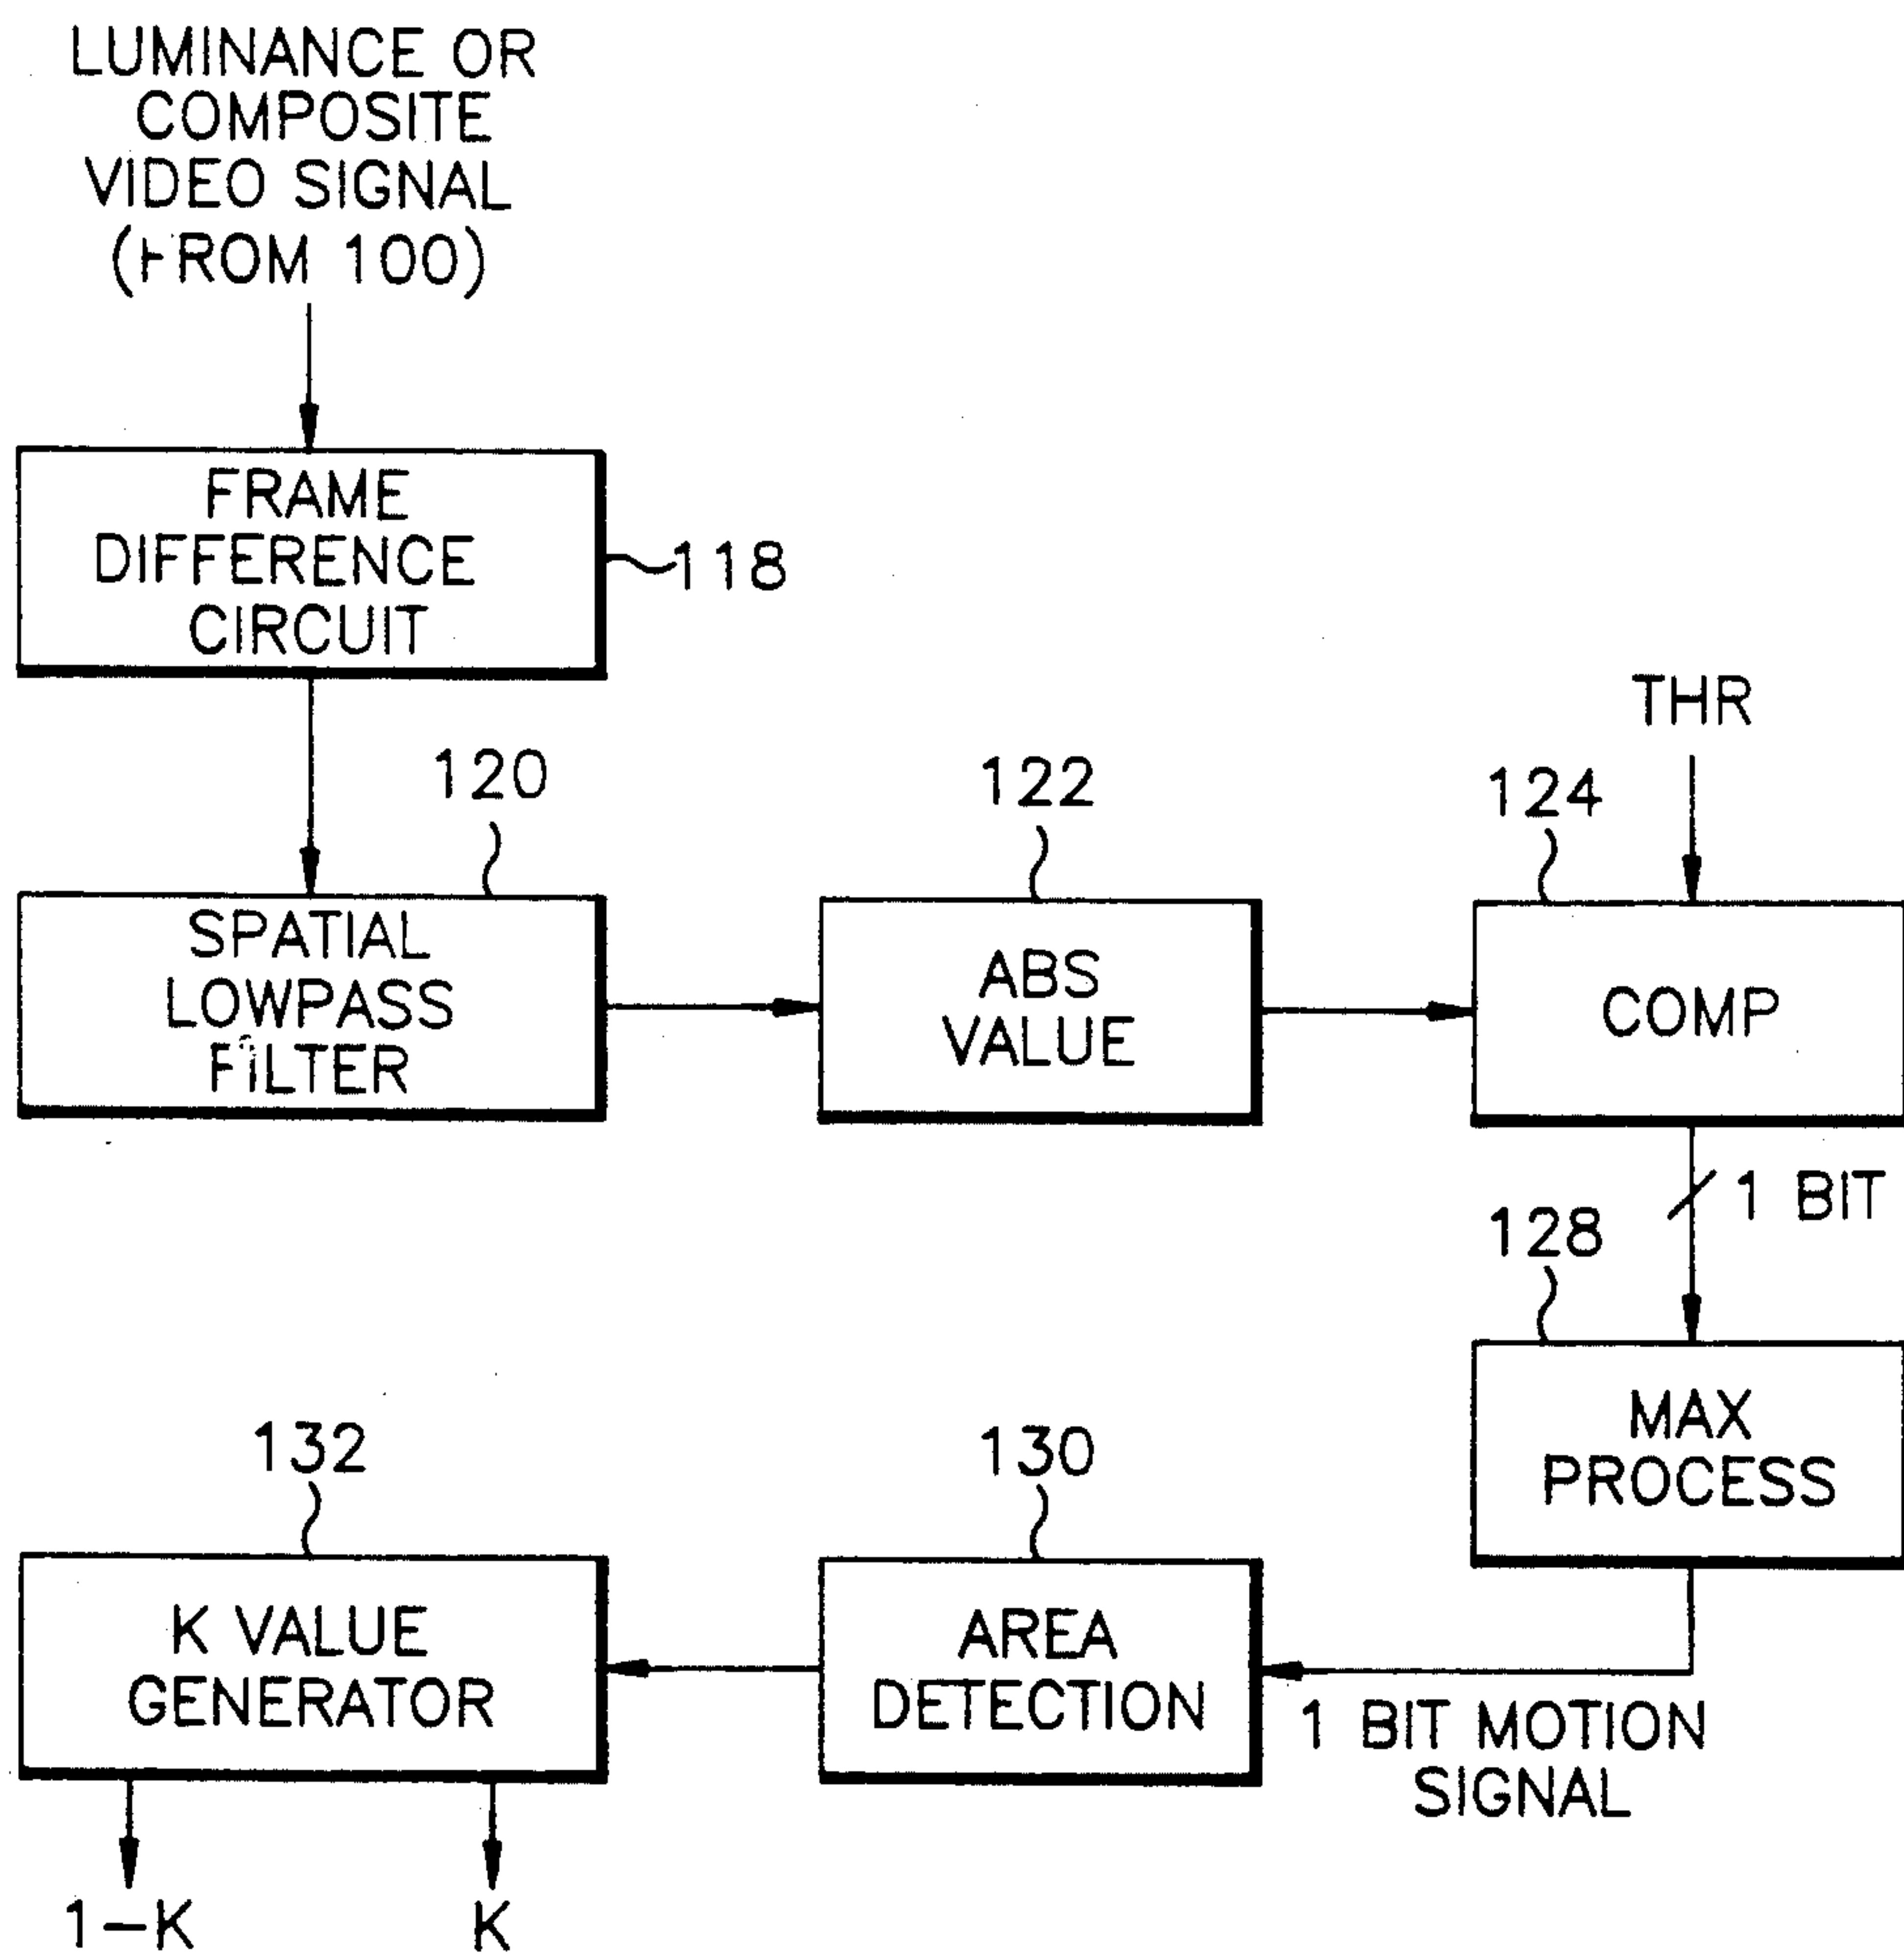 LUMINANCE OR
COMPOSITE
VIDEO SIGNAL
(FROM 100)
FRAME
DIFFERENCE
CIRCUIT
118
THR
120
122
124
SPATIAL
LOWPASS
FILTER
ABS
VALUE
COMP
1 BIT
128
MAX
PROCESS
132
130
K VALUE
GENERATOR
AREA
DETECTION
1 BIT MOTION
SIGNAL
1-K
K